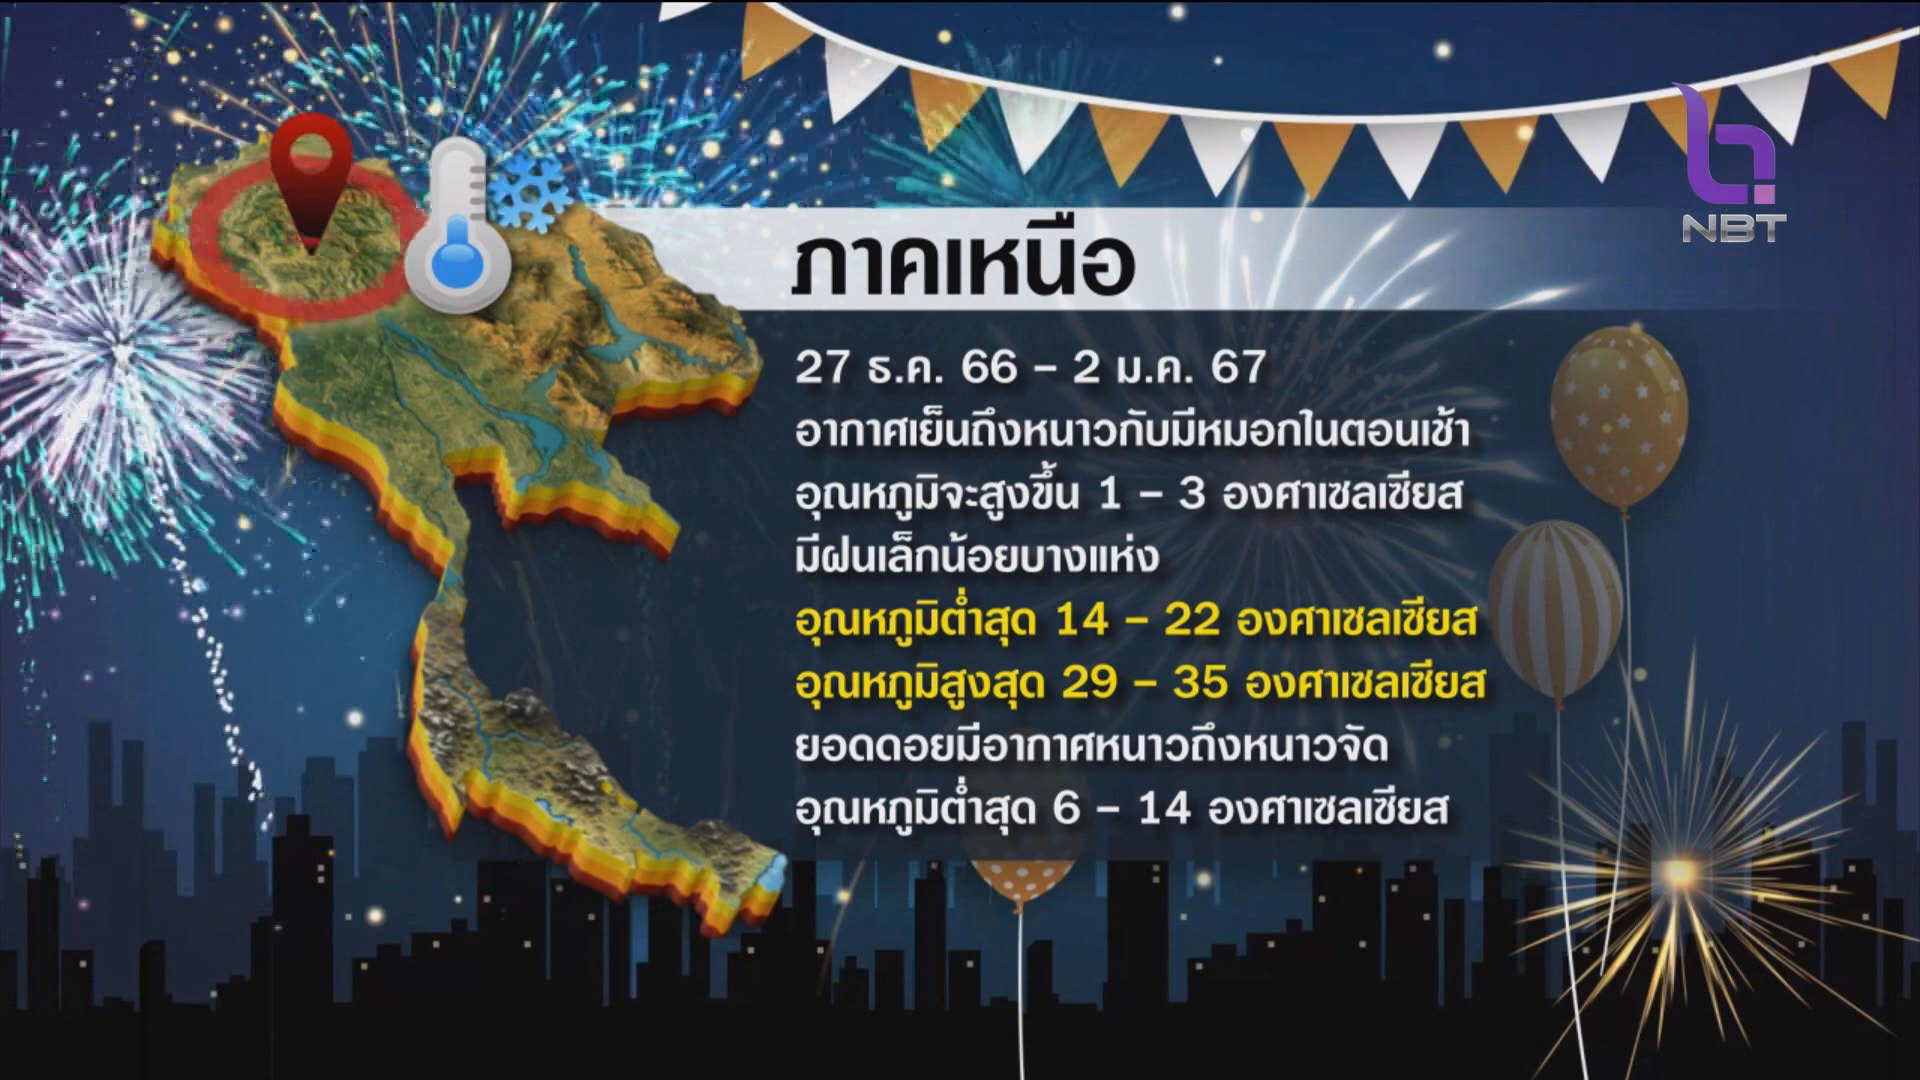 NBT
ภาคเหนือ
27 ธ.ค. 66 – 2 ม.ค. 67
อากาศเย็นถึงหนาวกับมีหมอกในตอนเช้า
อุณหภูมิจะสูงขึ้น 1 – 3 องศาเซลเซียส
มีฝนเล็กน้อยบางแห่ง
อุณหภูมิต่ำสุด 14 – 22 องศาเซลเซียส
อุณหภูมิสูงสุด 29 – 35 องศาเซลเซียส
ยอดดอยมีอากาศหนาวถึงหนาวจัด
อุณหภูมิต่ำสุด 6 – 14 องศาเซลเซียส